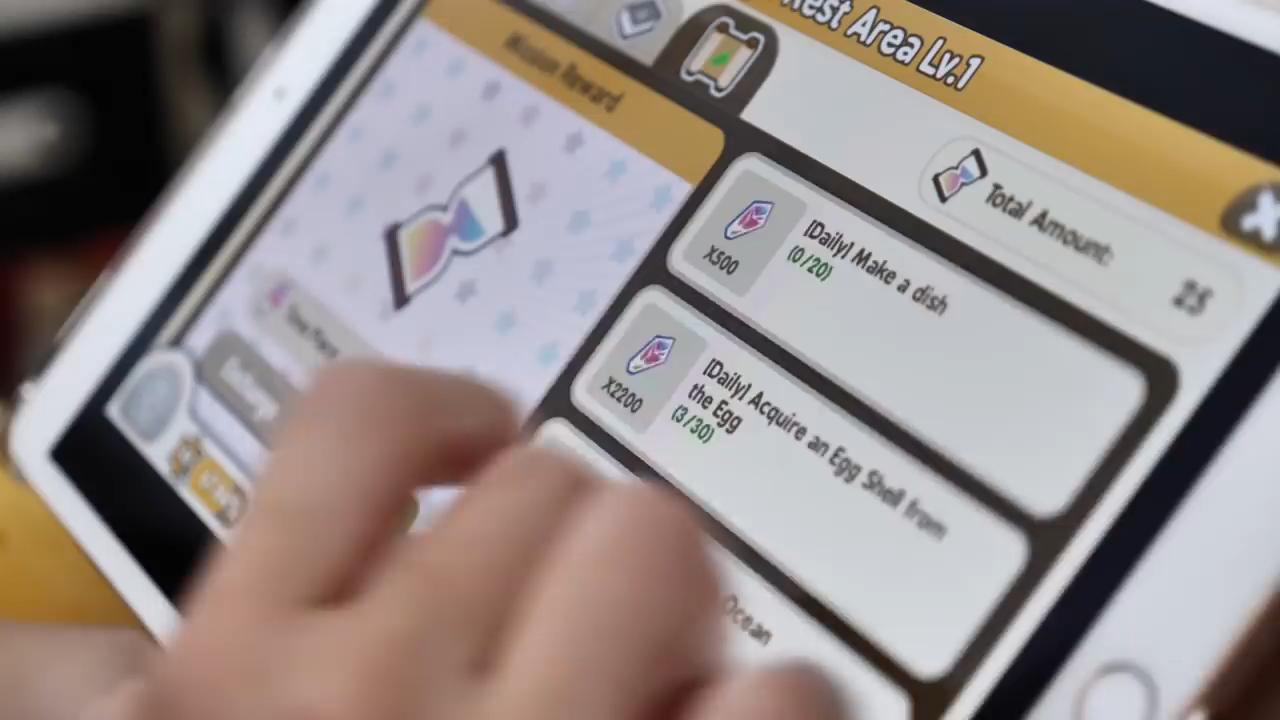 Rest Area Lv.1
Mission Reward
Total Amount:
25
[Daily] Make a dish
(0/20)
X500
[Daily] Acquire an Egg Shell from
the Egg
(3/30)
X2200
Ocean